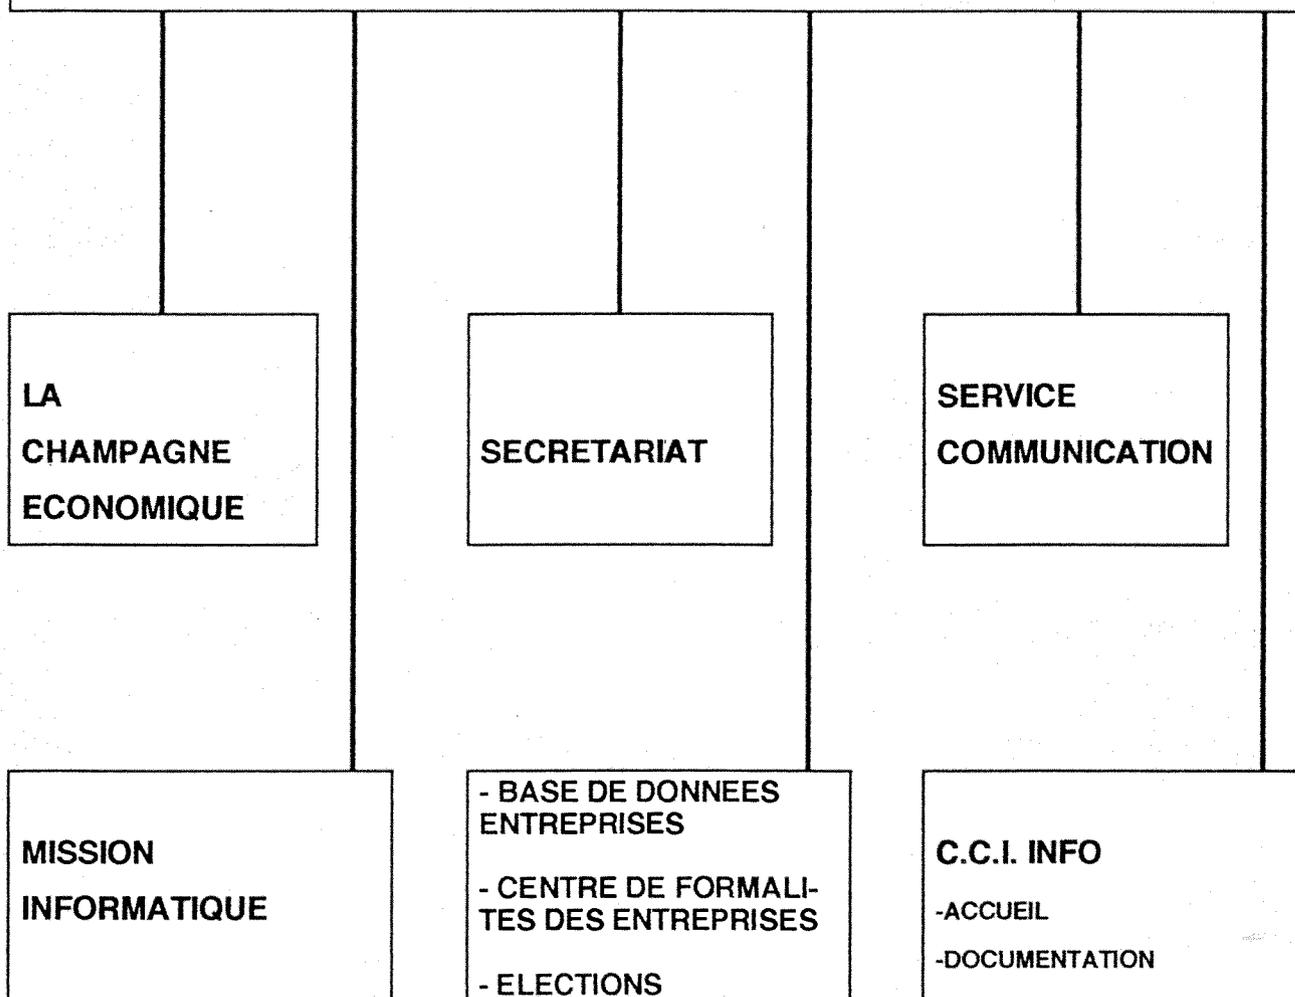 LA
CHAMPAGNE
ECONOMIQUE
SECRETARIAT
SERVICE
COMMUNICATION
MISSION
INFORMATIQUE
- BASE DE DONNEES
ENTREPRISES
- CENTRE DE FORMALI-
TES DES ENTREPRISES
- ELECTIONS
C.C.I. INFO
-ACCUEIL
-DOCUMENTATION